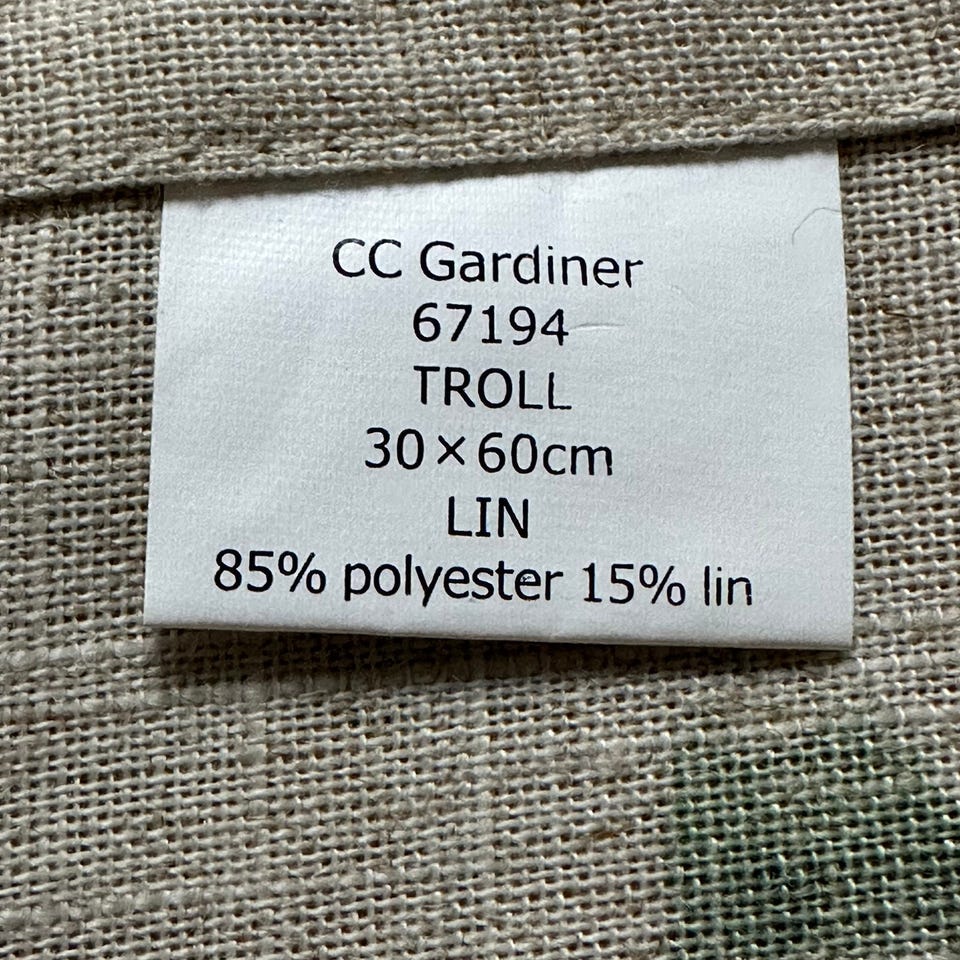 CC Gardiner
67194
TROLL
30×60cm
LIN
85% polyester 15% lin